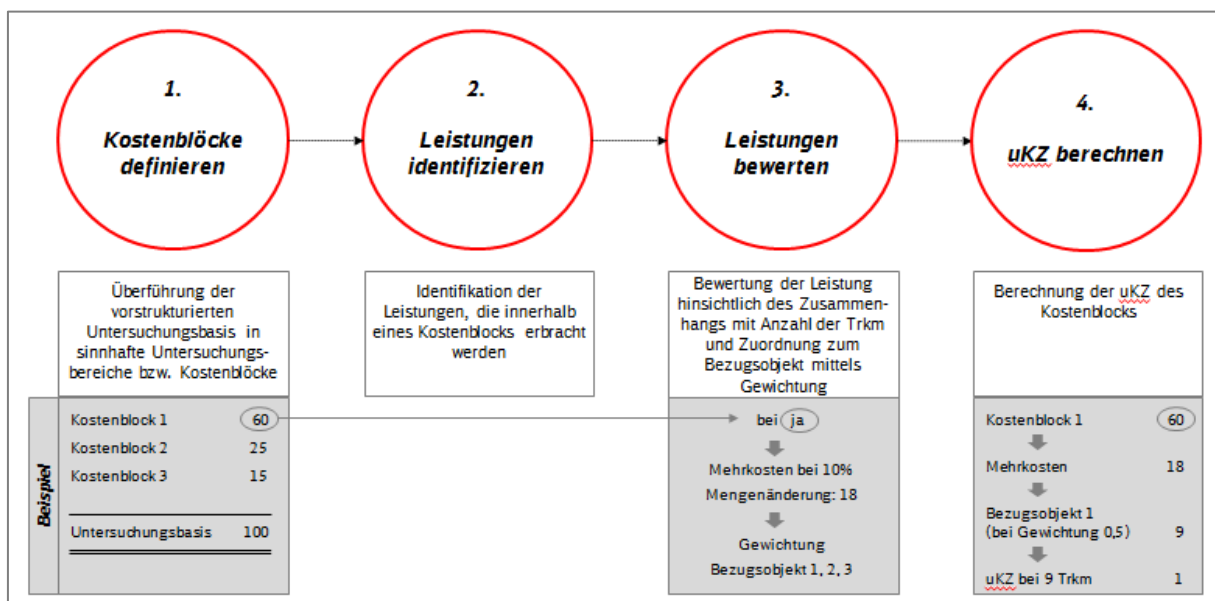 1.
Kostenblöcke
definieren
2.
Leistungen
identifizieren
3.
Leistungen
bewerten
4.
uKZ berechnen
Überführung der
vorstrukturierten
Untersuchungsbasis in
sinnhafte Untersuchungs-
bereiche bzw. Kostenblöcke
Identifikation der
Leistungen, die innerhalb
eines Kostenblocks erbracht
werden
Bewertung der Leistung
hinsichtlich des Zusammen-
hangs mit Anzahl der Trkm
und Zuordnung zum
Bezugsobjekt mittels
Gewichtung
Berechnung der uKZ des
Kostenblocks
Beispiel
Kostenblock 1 60
Kostenblock 2 25
Kostenblock 3 15
Untersuchungsbasis 100
bei ja
Mehrkosten bei 10%
Mengenänderung: 18
Gewichtung
Bezugsobjekt 1, 2, 3
Kostenblock 1 60
Mehrkosten 18
Bezugsobjekt 1
(bei Gewichtung 0,5) 9
uKZ bei 9 Trkm 1